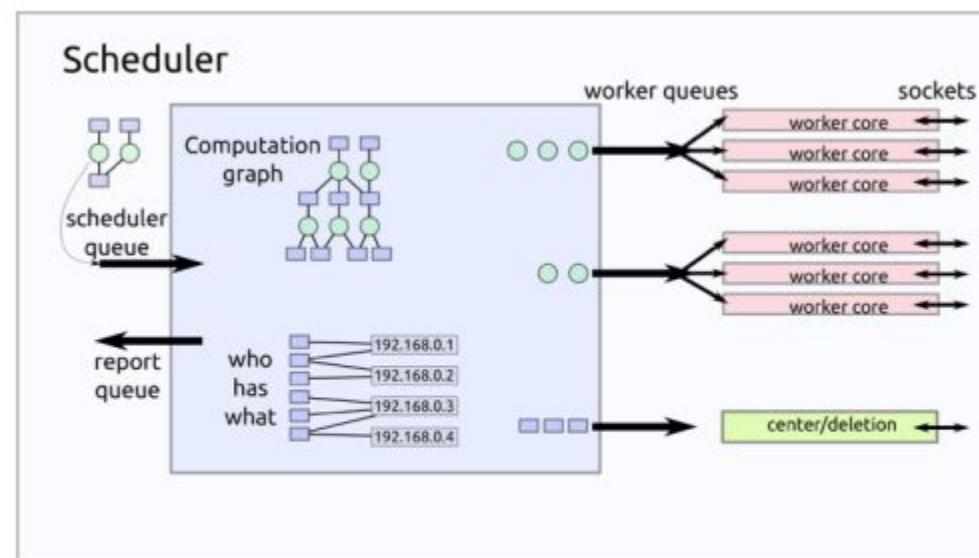 Scheduler
worker queues
sockets
Computation
graph
scheduler
queue
worker core
worker core
worker core
worker core
worker core
worker core
report
queue
who
has
what
192.168.0.1
192.168.0.2
192.168.0.3
192.168.0.4
center/deletion